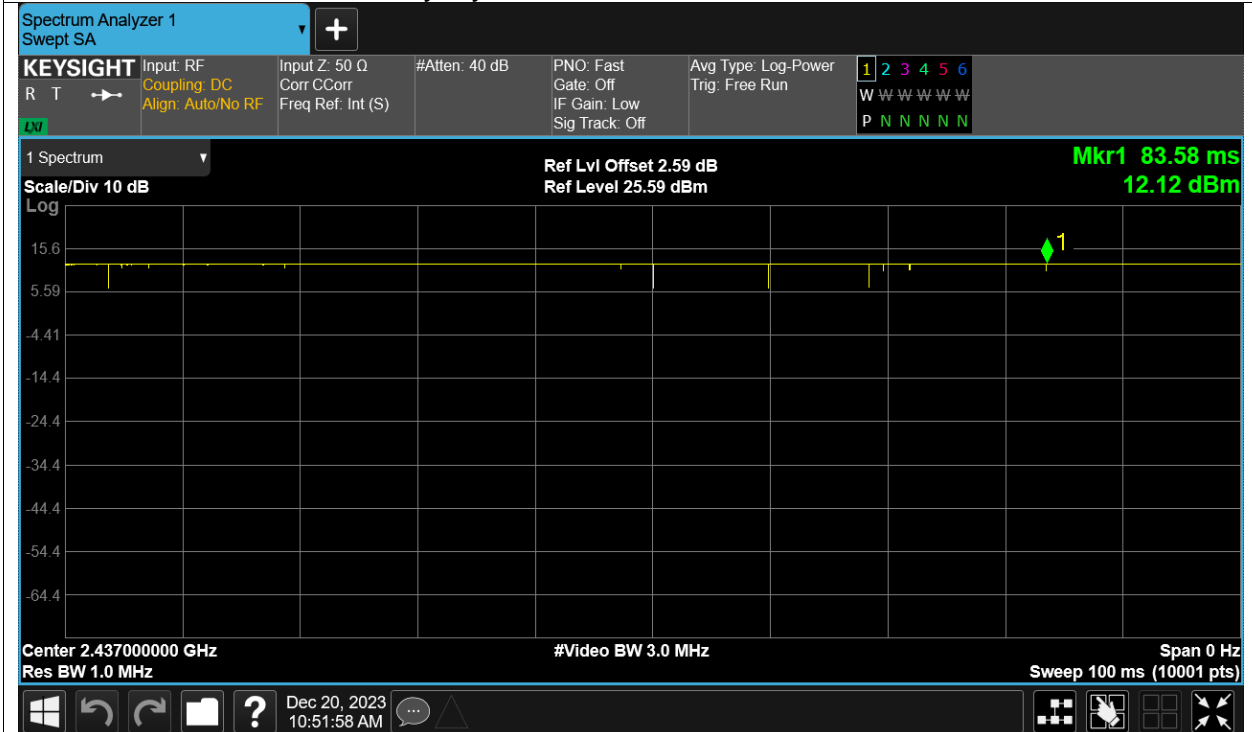 Spectrum Analyzer 1
Swept SA
+
KEYSIGHT
R T
LXI
Input: RF
Coupling: DC
Align: Auto/No RF
Input Z: 50 Ω
Corr CCorr
Freq Ref: Int (S)
#Atten: 40 dB
PNO: Fast
Gate: Off
IF Gain: Low
Sig Track: Off
Avg Type: Log-Power
Trig: Free Run
1 2 3 4 5 6
W W W W W W
P N N N N N
1 Spectrum
Scale/Div 10 dB
Log
Ref Lvl Offset 2.59 dB
Ref Level 25.59 dBm
Mkr1 83.58 ms
12.12 dBm
1
15.6
5.59
-4.41
-14.4
-24.4
-34.4
-44.4
-54.4
-64.4
Center 2.437000000 GHz
Res BW 1.0 MHz
#Video BW 3.0 MHz
Span 0 Hz
Sweep 100 ms (10001 pts)
?
Dec 20, 2023
10:51:58 AM